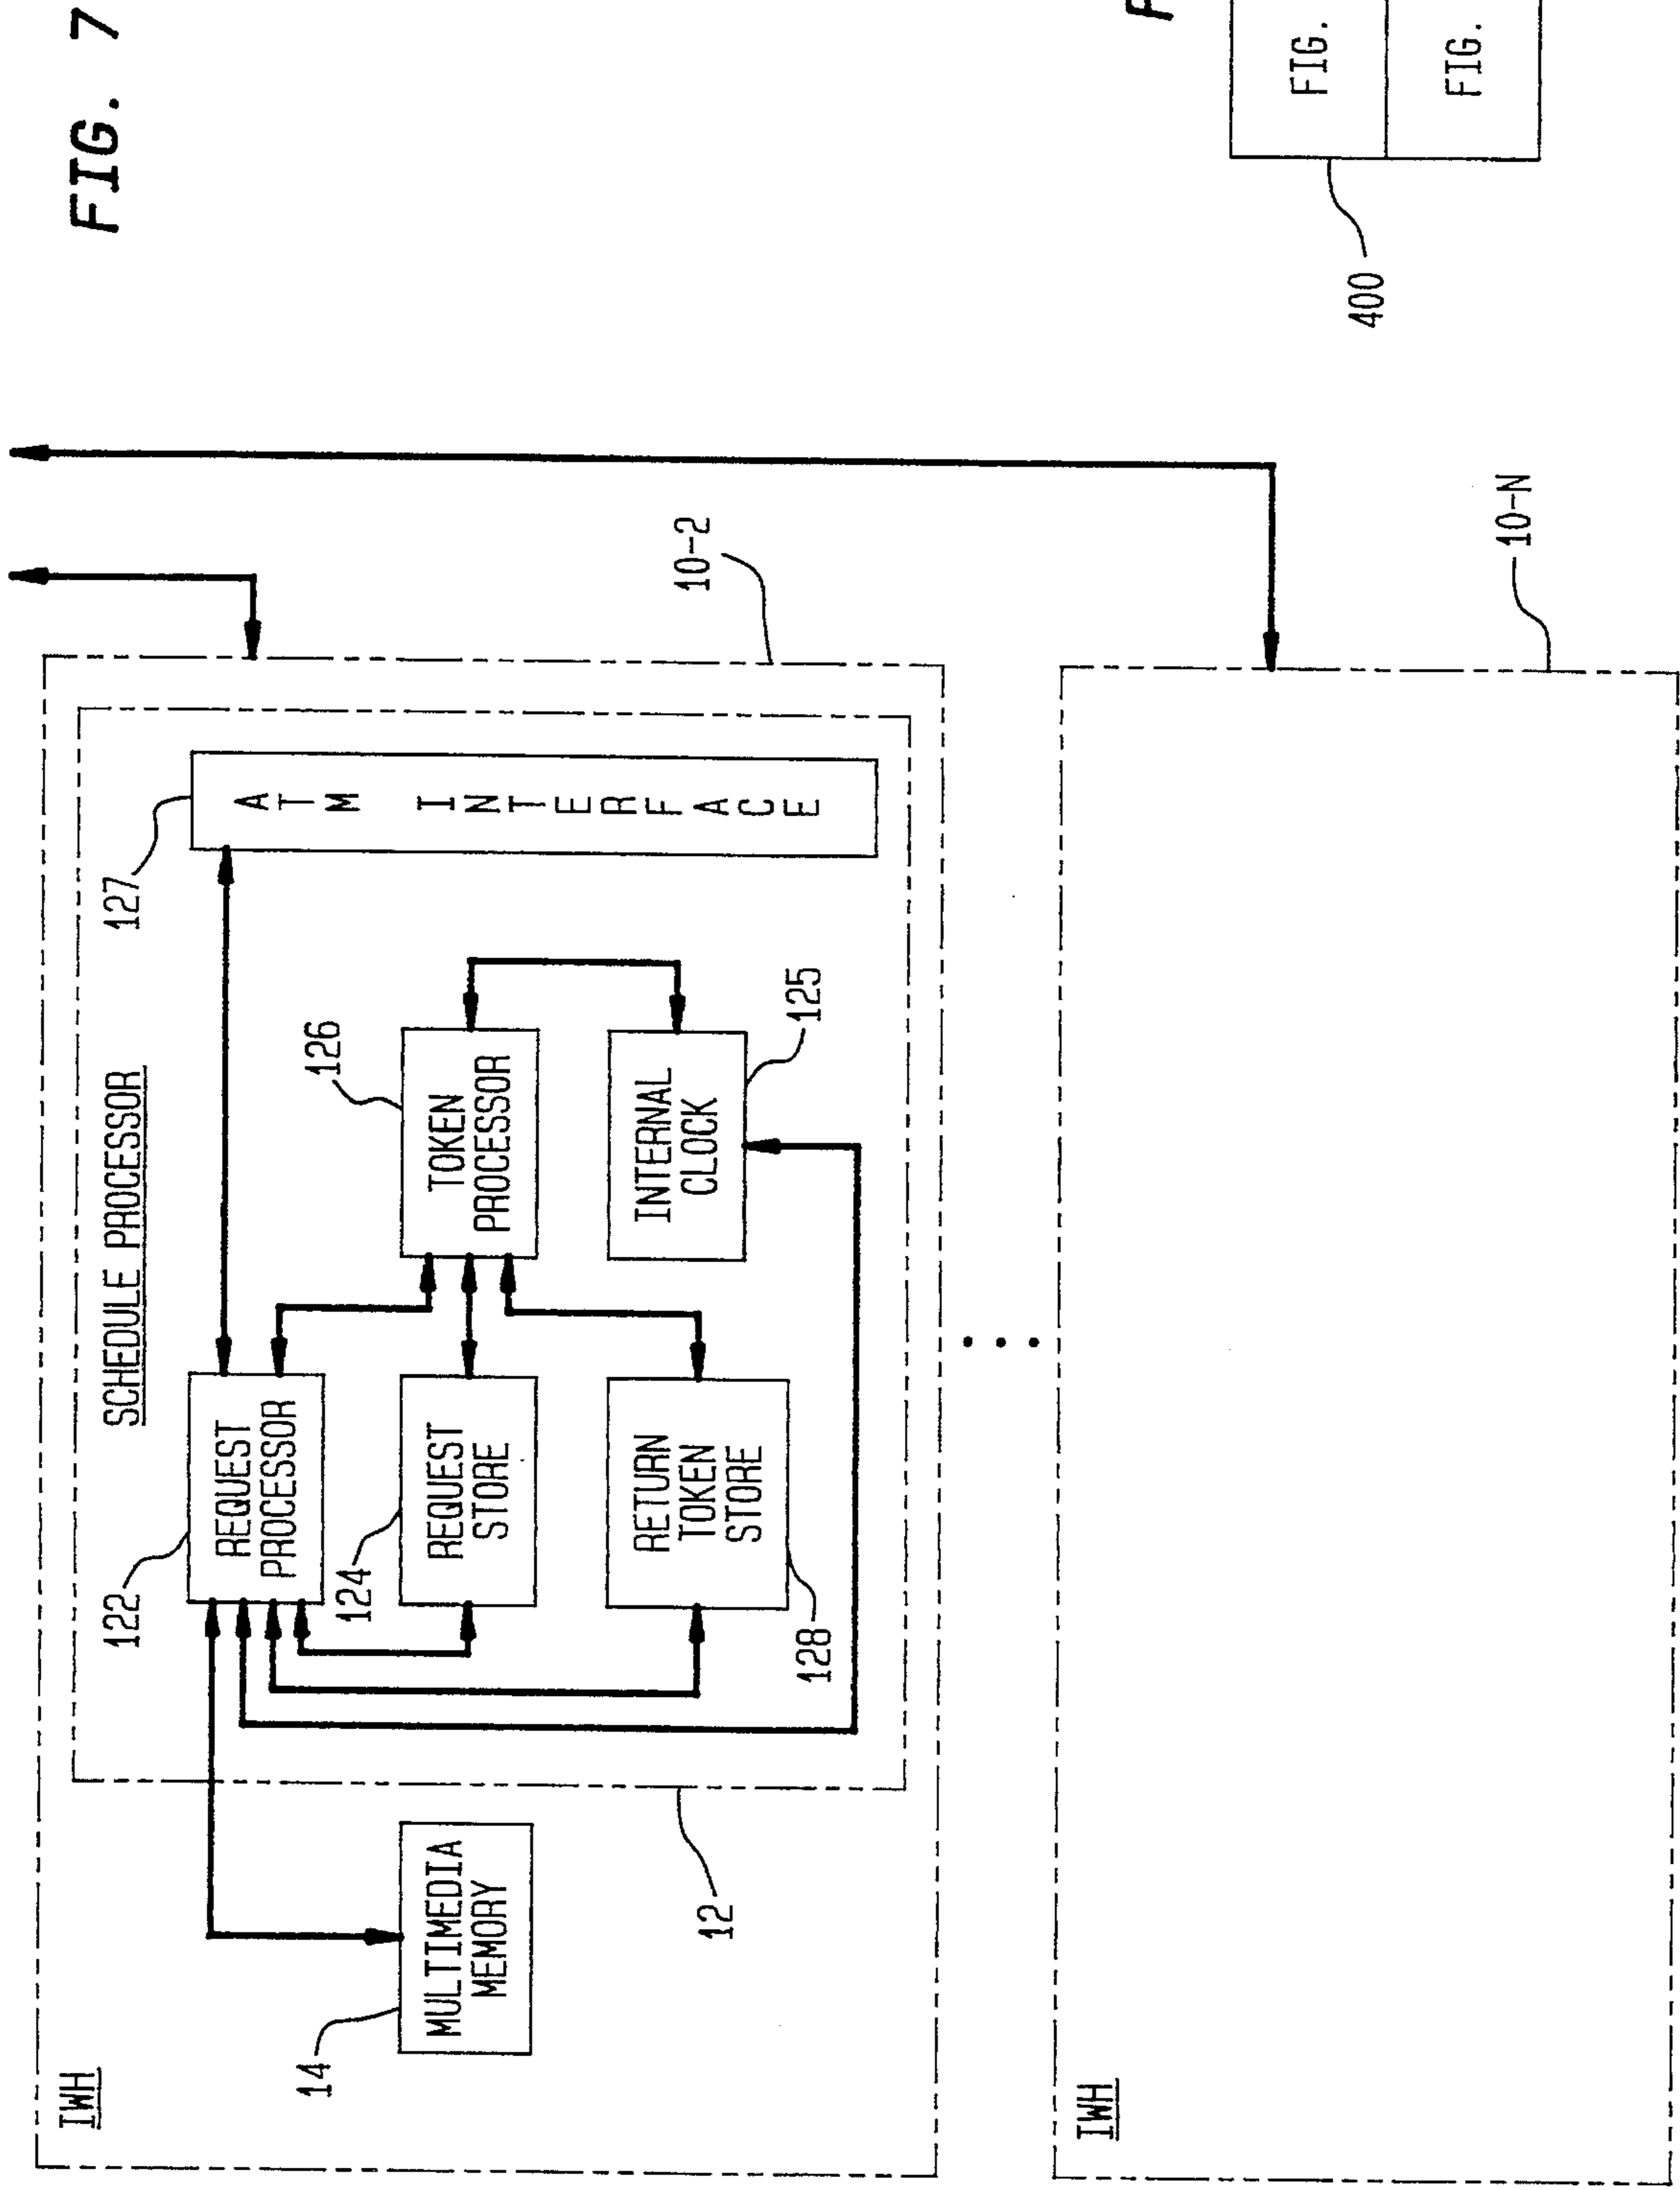 FIG. 7
IWH
SCHEDULE PROCESSOR
127
122
REQUEST
PROCESSOR
ATM INTERFACE
14
MULTIMEDIA
MEMORY
124
REQUEST
STORE
126
TOKEN
PROCESSOR
10-2
RETURN
TOKEN
STORE
128
INTERNAL
CLOCK
125
12
IWH
10-N
F
FIG.
FIG.
400